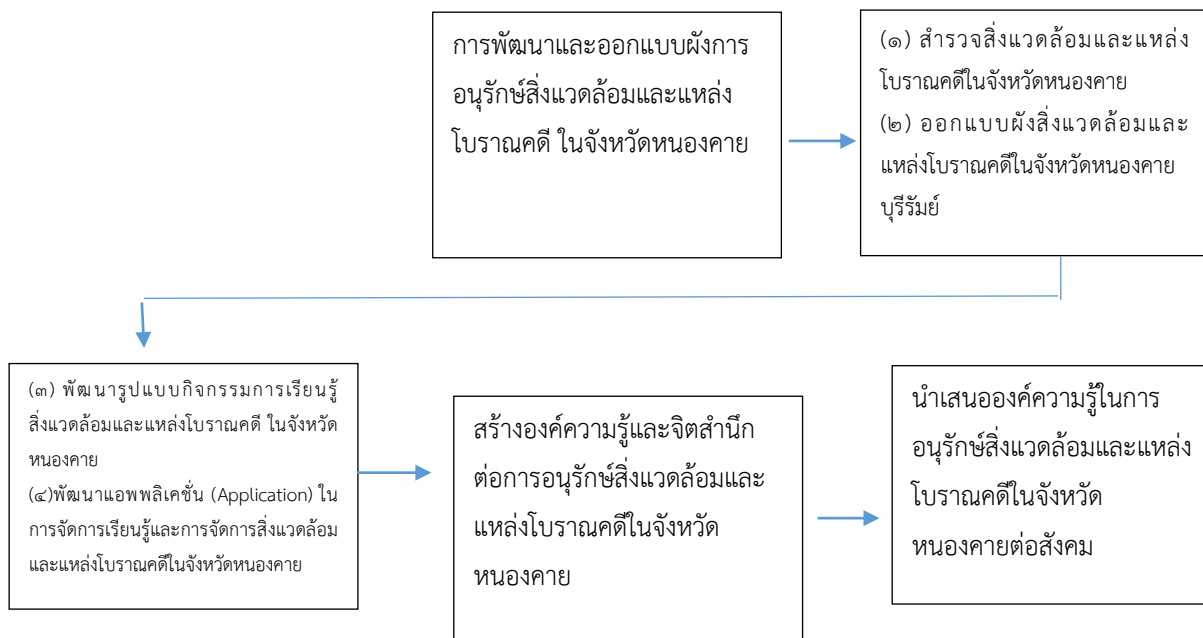 การพัฒนาและออกแบบผังการ
อนุรักษ์สิ่งแวดล้อมและแหล่ง
โบราณคดี ในจังหวัดหนองคาย
(๑) สำรวจสิ่งแวดล้อมและแหล่ง
โบราณคดีในจังหวัดหนองคาย
(๒) ออกแบบผังสิ่งแวดล้อมและ
แหล่งโบราณคดีในจังหวัดหนองคาย
บุรีรัมย์
(๓) พัฒนารูปแบบกิจกรรมการเรียนรู้
สิ่งแวดล้อมและแหล่งโบราณคดี ในจังหวัด
หนองคาย
(๔)พัฒนาแอพพลิเคชั่น (Application) ใน
การจัดการเรียนรู้และการจัดการสิ่งแวดล้อม
และแหล่งโบราณคดีในจังหวัดหนองคาย
สร้างองค์ความรู้และจิตสำนึก
ต่อการอนุรักษ์สิ่งแวดล้อมและ
แหล่งโบราณคดีในจังหวัด
หนองคาย
นำเสนอองค์ความรู้ในการ
อนุรักษ์สิ่งแวดล้อมและแหล่ง
โบราณคดีในจังหวัด
หนองคายต่อสังคม